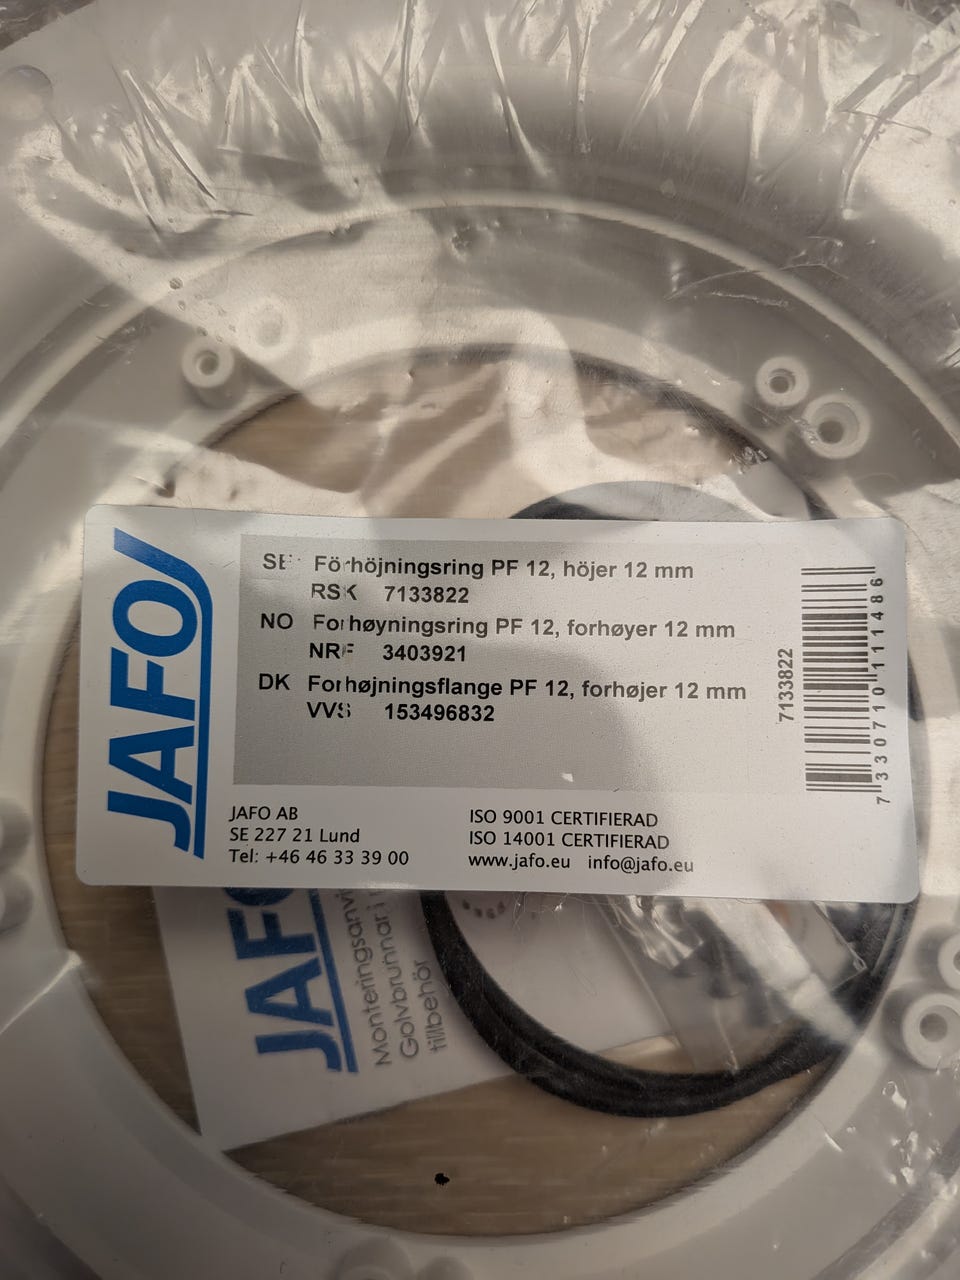 JAFO
SE Förhöjningsring PF 12, höjer 12 mm
RSK 7133822
NO Forhøyningsring PF 12, forhøyer 12 mm
NRF 3403921
DK Forhøjningsflange PF 12, forhøjer 12 mm
VVS 153496832
7133822
7330710111486
JAFO AB
SE 227 21 Lund
Tel: +46 46 33 39 00
ISO 9001 CERTIFIERAD
ISO 14001 CERTIFIERAD
www.jafo.eu info@jafo.eu
JAFO
Golvbrunnar i
tillbehör